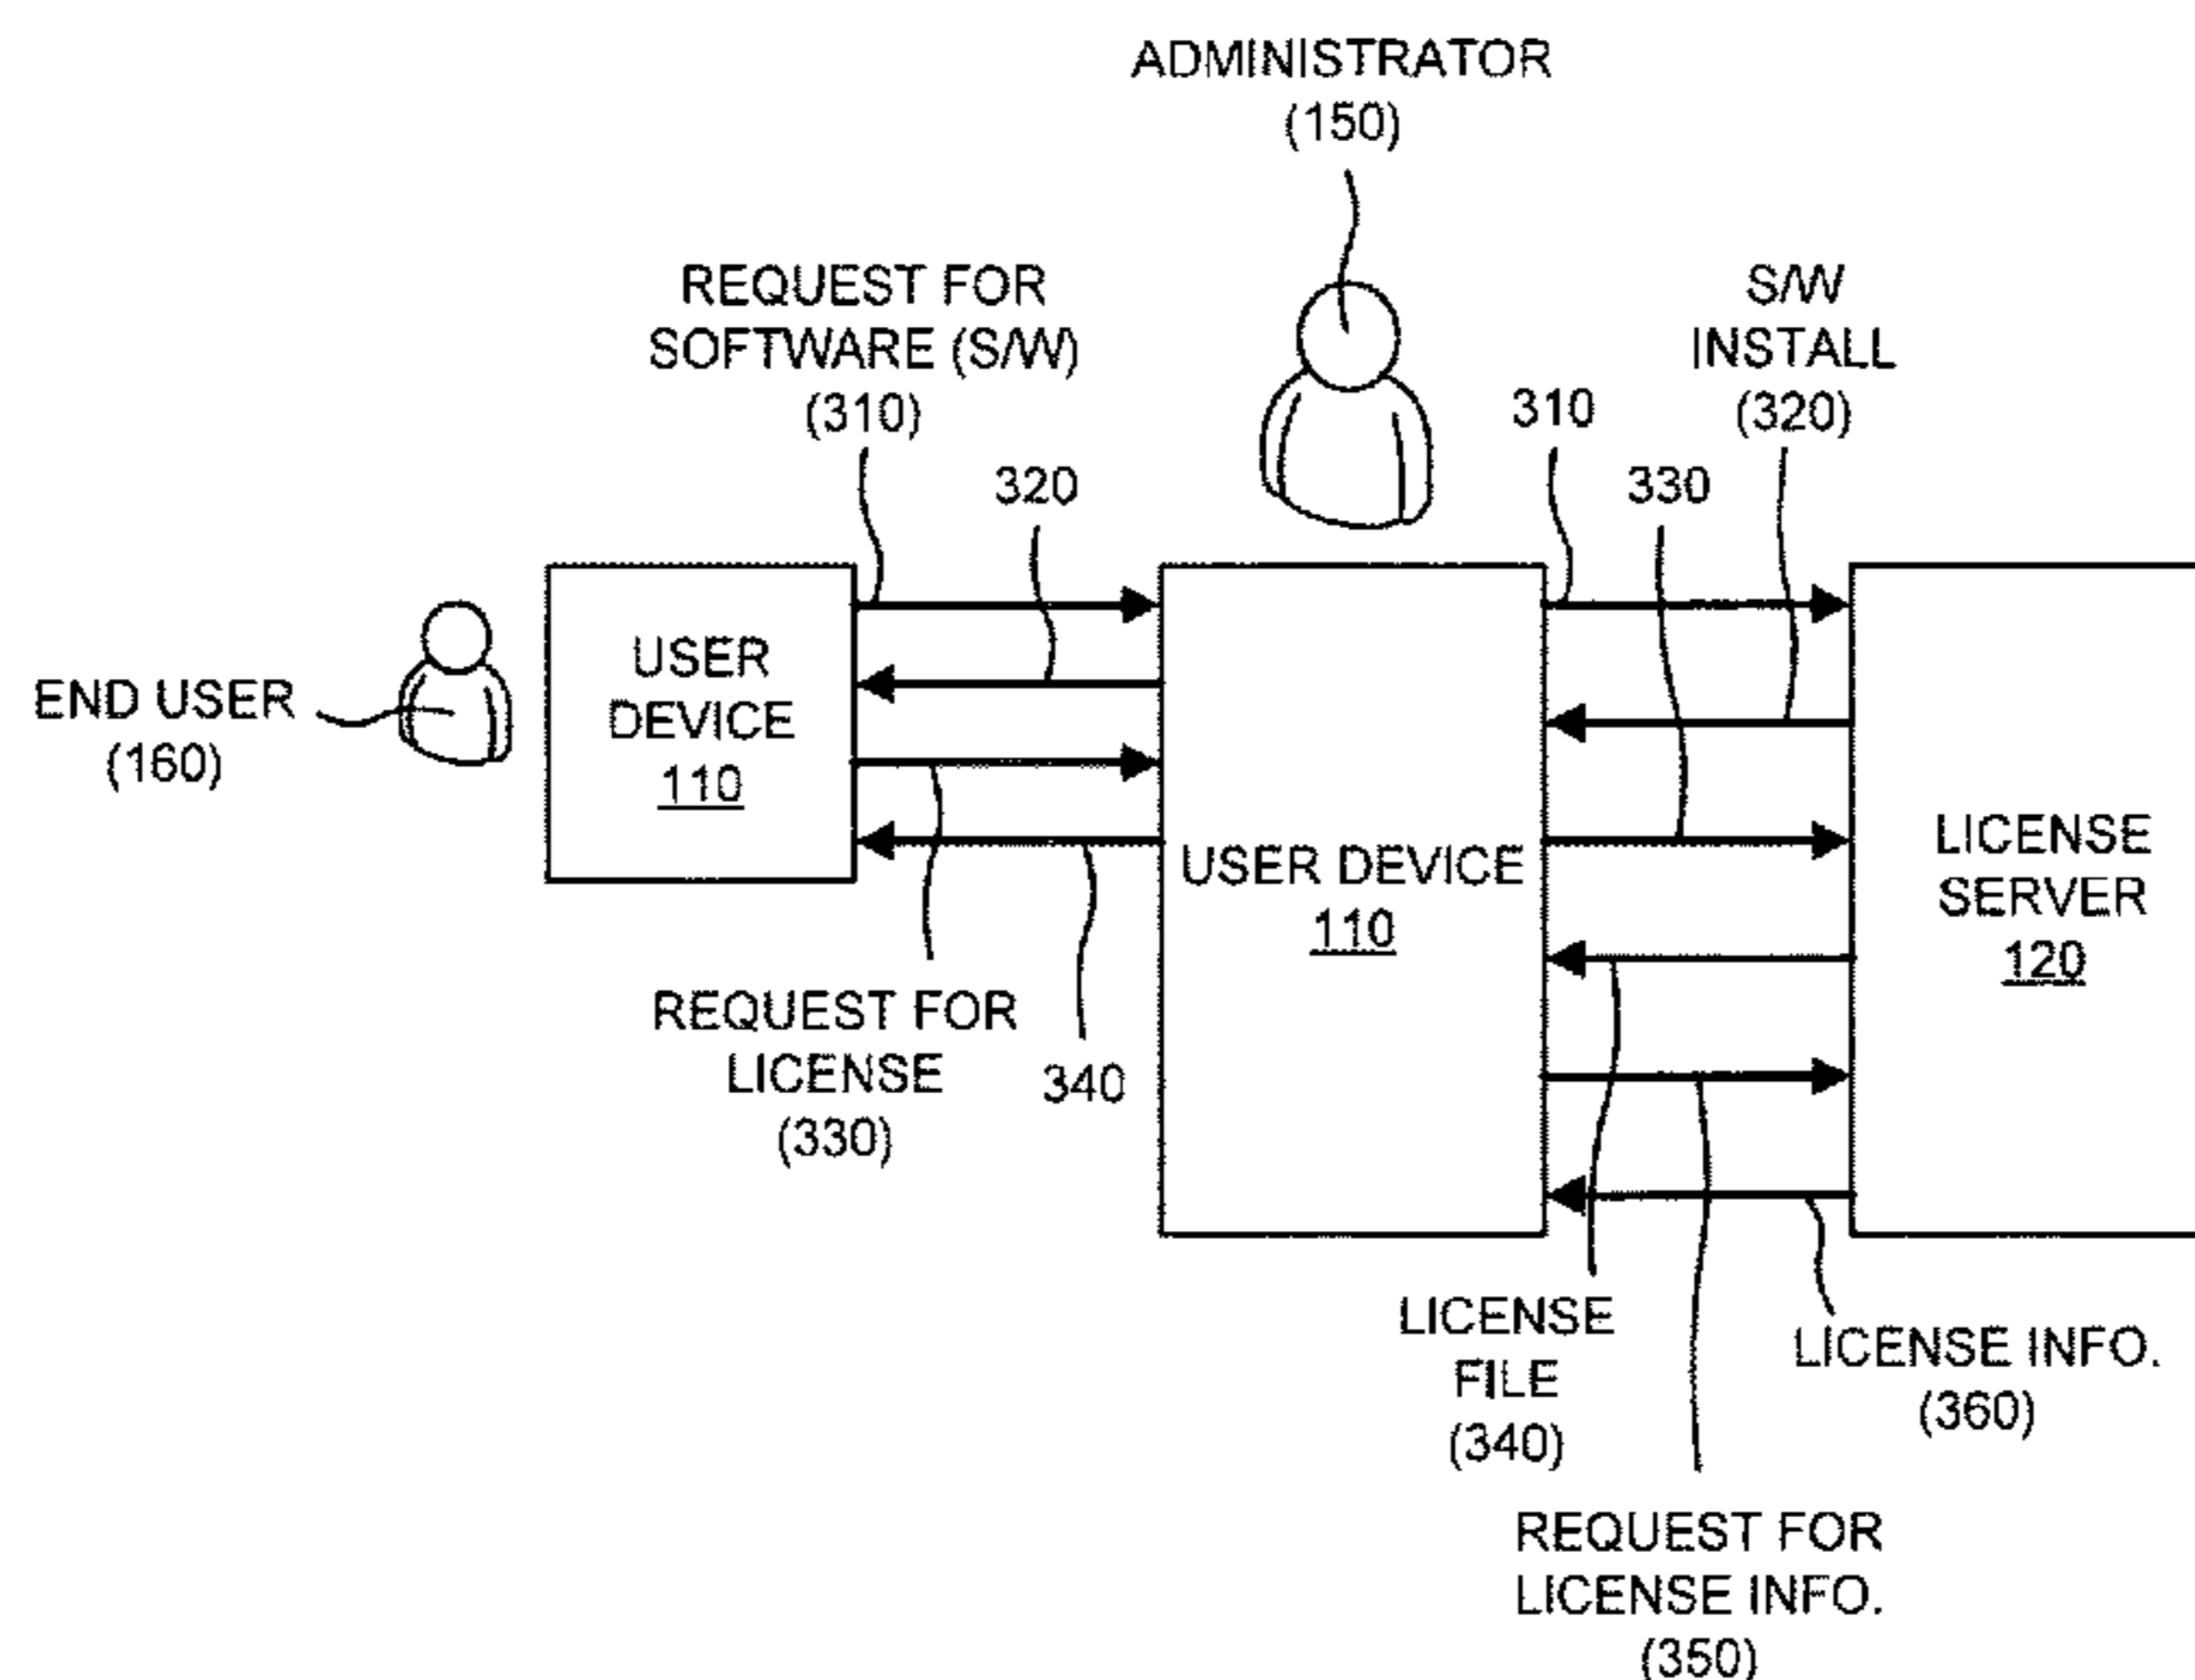 ADMINISTRATOR
(150)
REQUEST FOR
SOFTWARE (S/W)
(310)
S/W
INSTALL
(320)
310
320
330
END USER
(160)
USER
DEVICE
110
USER DEVICE
110
LICENSE
SERVER
120
REQUEST FOR
LICENSE
(330)
340
LICENSE
FILE
(340)
LICENSE INFO.
(360)
REQUEST FOR
LICENSE INFO.
(350)